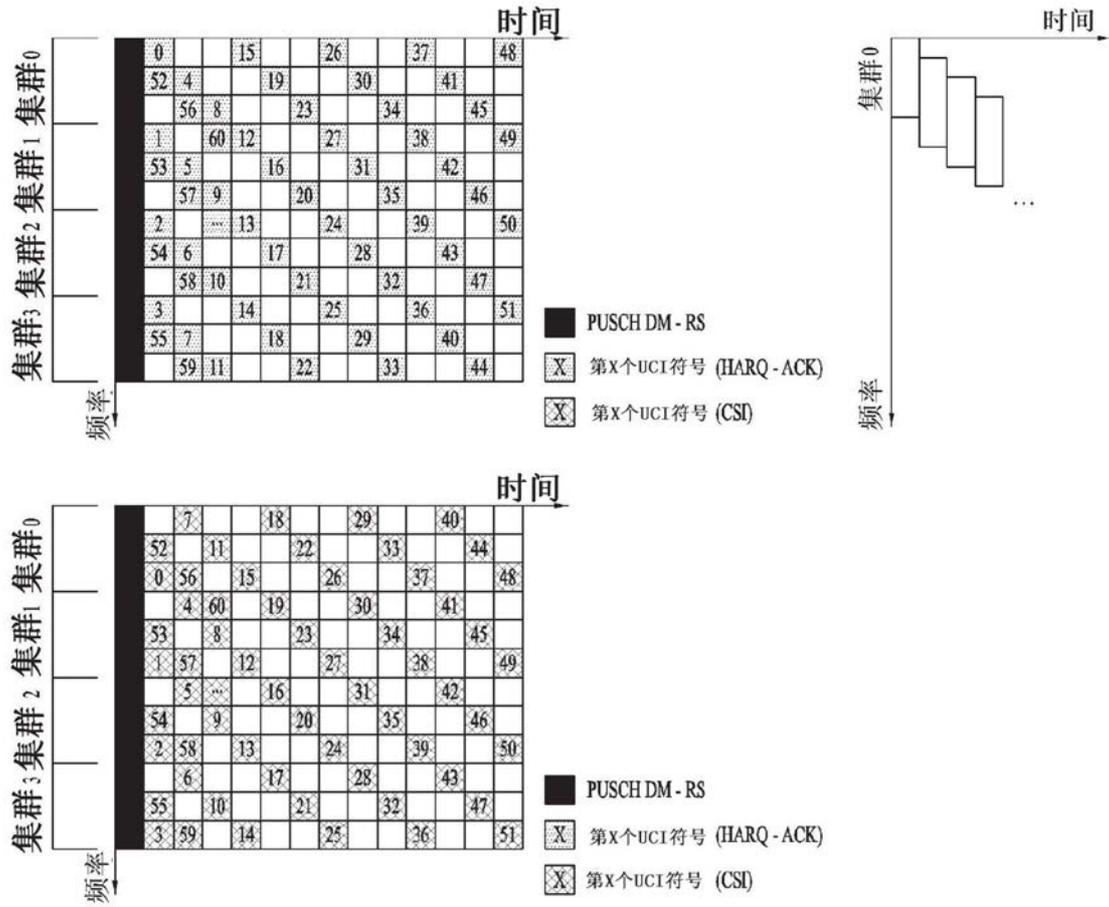 时间
0 15 26 37 48
52 4 19 30 41
56 8 23 34 45
1 60 12 27 38 49
53 5 16 31 42
57 9 20 35 46
2 ... 13 24 39 50
54 6 17 28 43
58 10 21 32 47
3 14 25 36 51
55 7 18 29 40
59 11 22 33 44
集群0
集群1
集群2
集群3
频率
PUSCH DM - RS
X 第X个UCI符号 (HARQ - ACK)
X 第X个UCI符号 (CSI)
时间
集群0
...
频率
时间
7 18 29 40
52 11 22 33 44
0 56 15 26 37 48
4 60 19 30 41
53 8 23 34 45
1 57 12 27 38 49
5 ... 16 31 42
54 9 20 35 46
2 58 13 24 39 50
6 17 28 43
55 10 21 32 47
3 59 14 25 36 51
集群0
集群1
集群2
集群3
频率
PUSCH DM - RS
X 第X个UCI符号 (HARQ - ACK)
X 第X个UCI符号 (CSI)